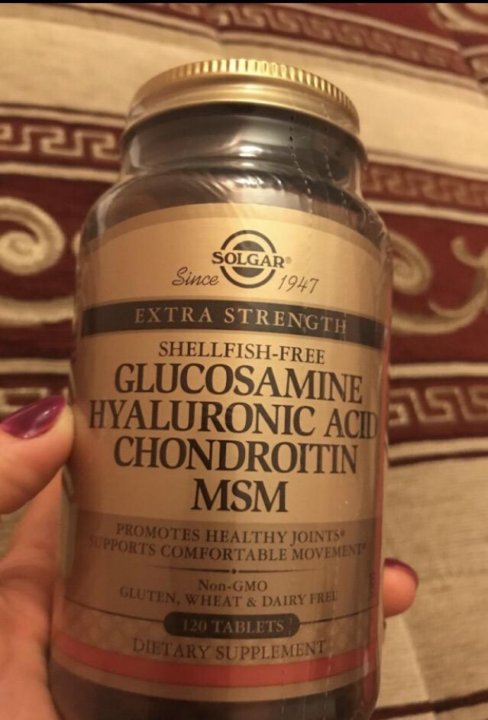 SOLGAR®
Since 1947
EXTRA STRENGTH
SHELLFISH-FREE
GLUCOSAMINE
HYALURONIC ACID
CHONDROITIN
MSM
PROMOTES HEALTHY JOINTS*
SUPPORTS COMFORTABLE MOVEMENT*
NON-GMO
GLUTEN, WHEAT & DAIRY FREE
120 TABLETS
DIETARY SUPPLEMENT